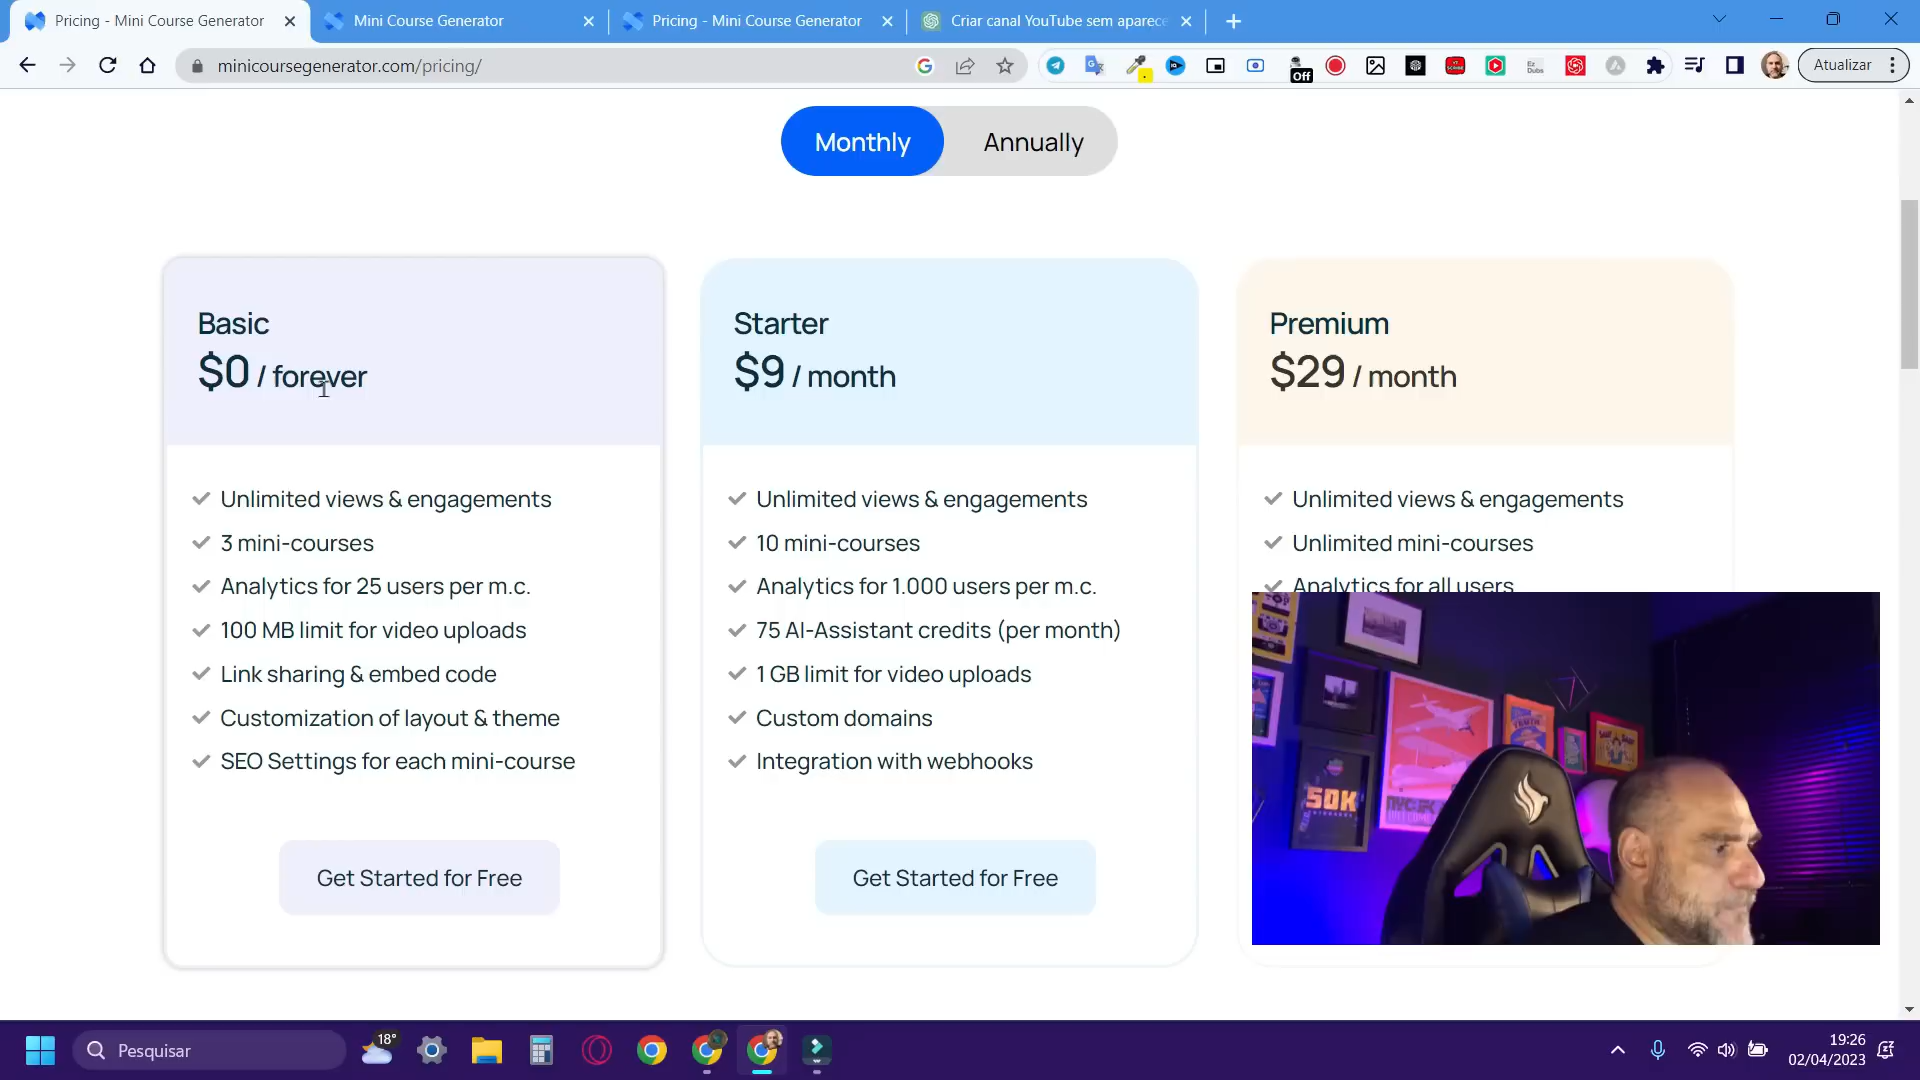 Pricing - Mini Course Generator
Mini Course Generator
Pricing - Mini Course Generator
Criar canal YouTube sem aparece
minicoursegenerator.com/pricing/
Off
Ez
Dubs
Atualizar
Monthly
Annually
Basic
$0 / forever
Unlimited views & engagements
3 mini-courses
Analytics for 25 users per m.c.
100 MB limit for video uploads
Link sharing & embed code
Customization of layout & theme
SEO Settings for each mini-course
Get Started for Free
Starter
$9 / month
Unlimited views & engagements
10 mini-courses
Analytics for 1.000 users per m.c.
75 AI-Assistant credits (per month)
1 GB limit for video uploads
Custom domains
Integration with webhooks
Get Started for Free
Premium
$29 / month
Unlimited views & engagements
Unlimited mini-courses
Analytics for all users
50K
Pesquisar
18°
19:26
02/04/2023